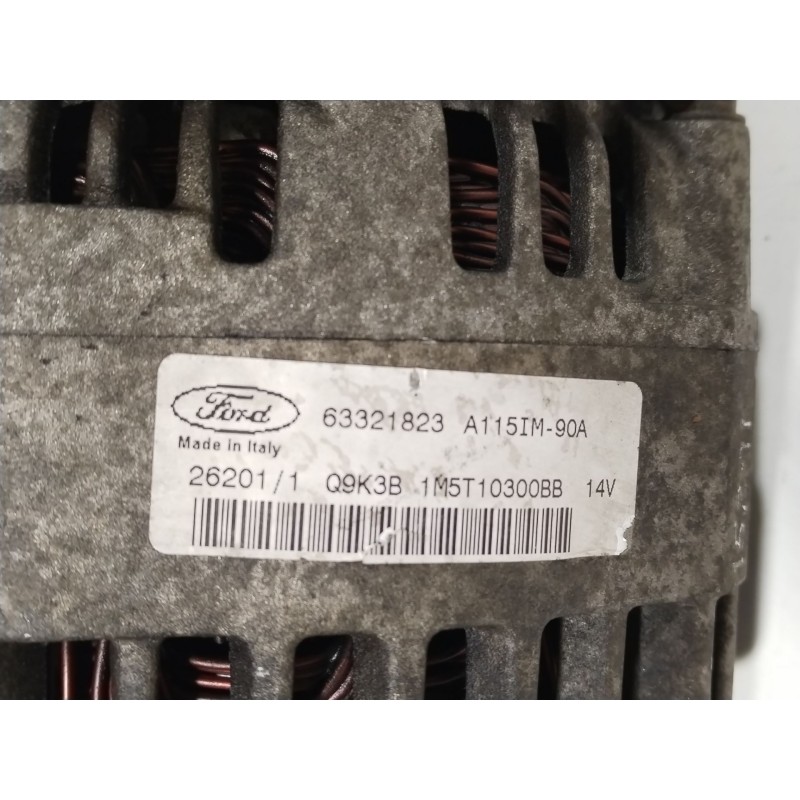 Ford 63321823 A115IM-90A
Made in Italy
26201/1 Q9K3B 1M5T10300BB 14V